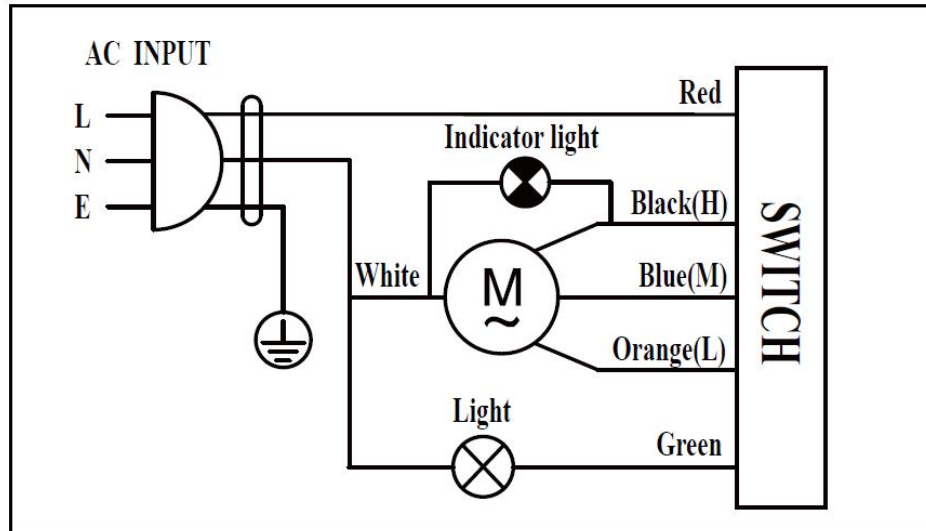 AC INPUT
L
N
E
Red
Indicator light
Black(H)
White
M
Blue(M)
Orange(L)
Light
Green
SWITCH